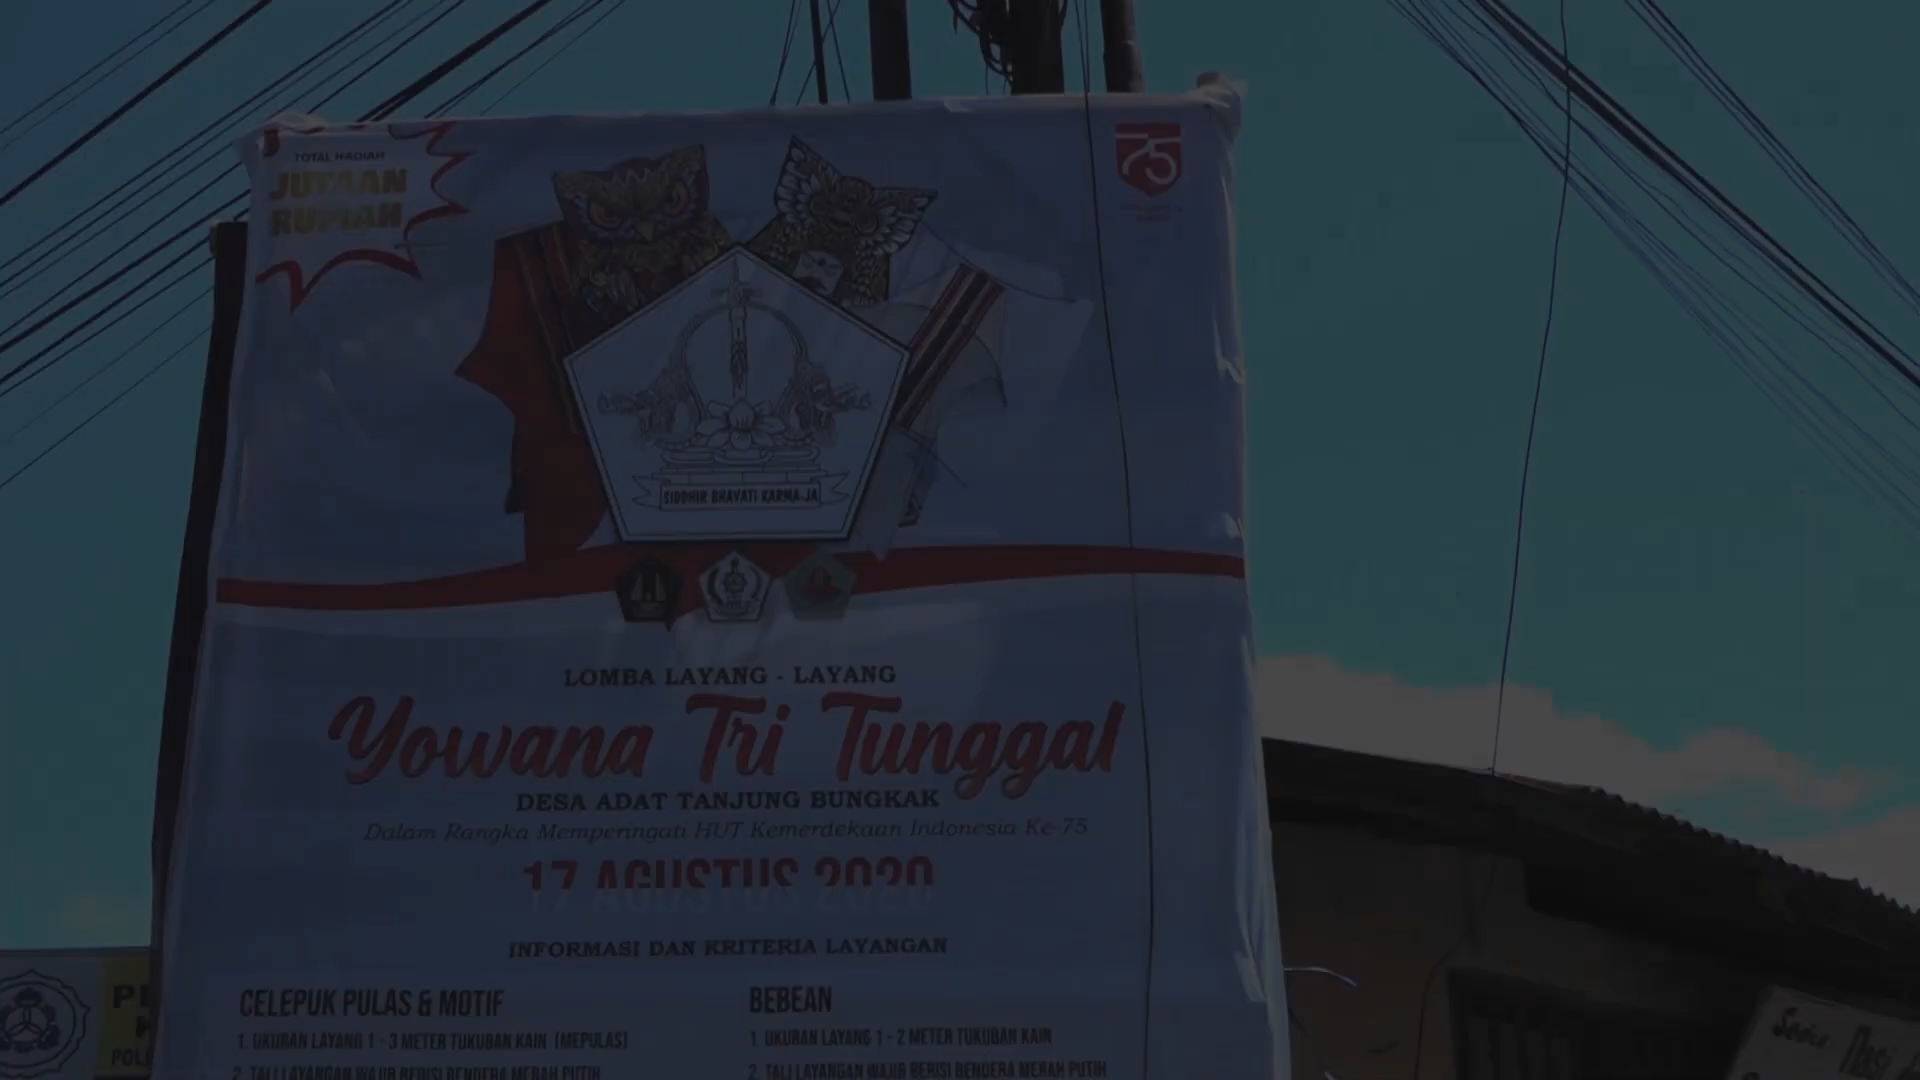 TOTAL HADIAH
JUTAAN
RUPIAH
75
SIDDHIR BHAVATI KARMA JA
LOMBA LAYANG - LAYANG
Yowana Tri Tunggal
DESA ADAT TANJUNG BUNGKAK
Dalam Rangka Memperingati HUT Kemerdekaan Indonesia Ke-75
17 AGUSTUS 2020
INFORMASI DAN KRITERIA LAYANGAN
CELEPUK PULAS & MOTIF
1. UKURAN LAYANG 1 - 3 METER TUKUBAN KAIN (MEPULAS)
2. TALI LAYANGAN WAJIB BERISI BENDERA MERAH PUTIH
BEBEAN
1. UKURAN LAYANG 1 - 2 METER TUKUBAN KAIN
2. TALI LAYANGAN WAJIB BERISI BENDERA MERAH PUTIH
Nasi